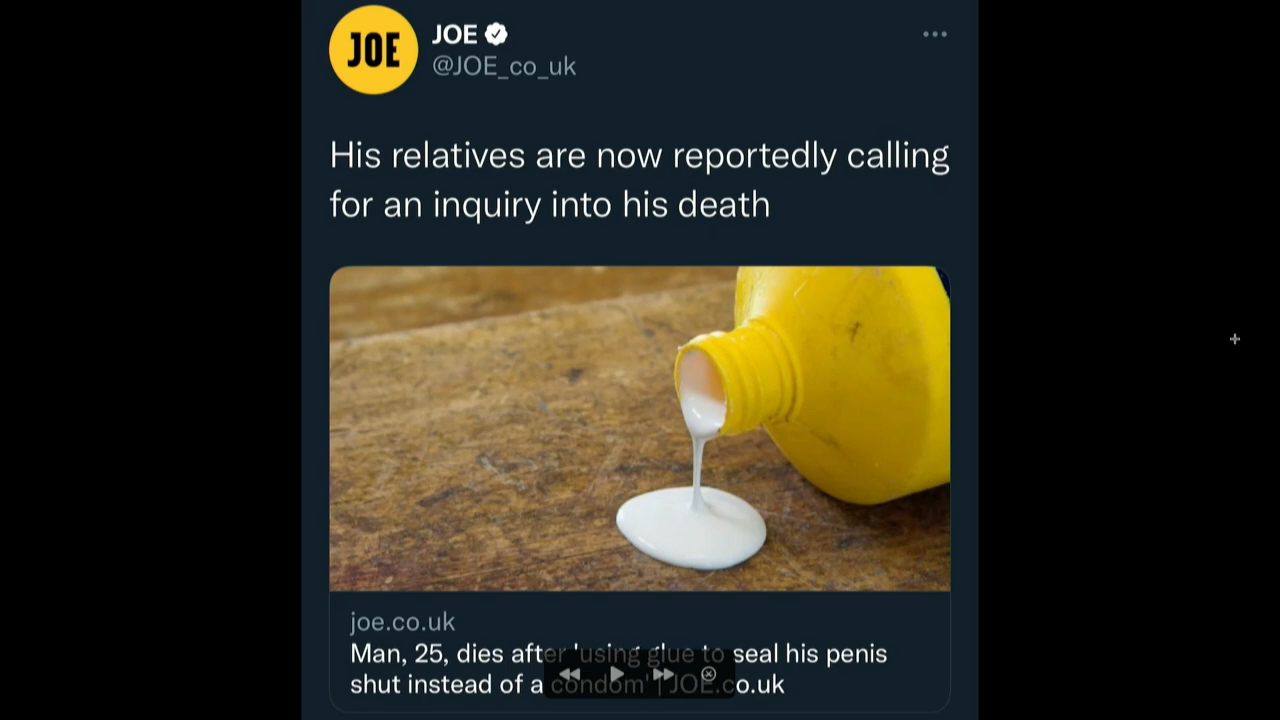 JOE
JOE
@JOE_co_uk
His relatives are now reportedly calling
for an inquiry into his death
joe.co.uk
Man, 25, dies after 'using glue to seal his penis
shut instead of a condom' | JOE.co.uk